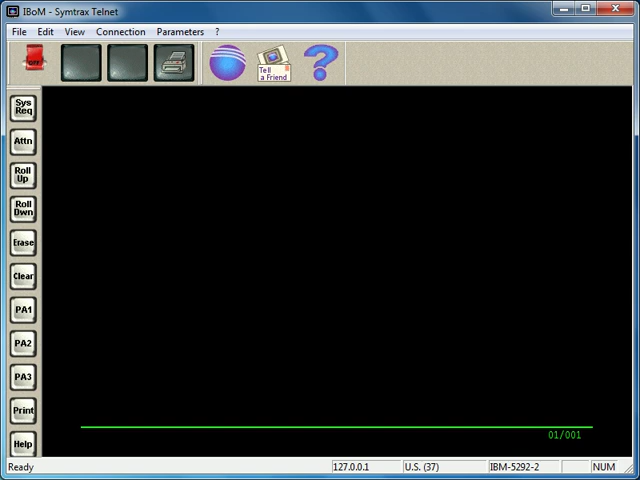 IBoM - Symtrax Telnet
File Edit View Connection Parameters ?
OFF
Tell
a Friend
Sys
Req
Attn
Roll
Up
Roll
Dwn
Erase
Clear
PA1
PA2
PA3
Print
Help
01/001
Ready 127.0.0.1 U.S. (37) IBM-5292-2 NUM